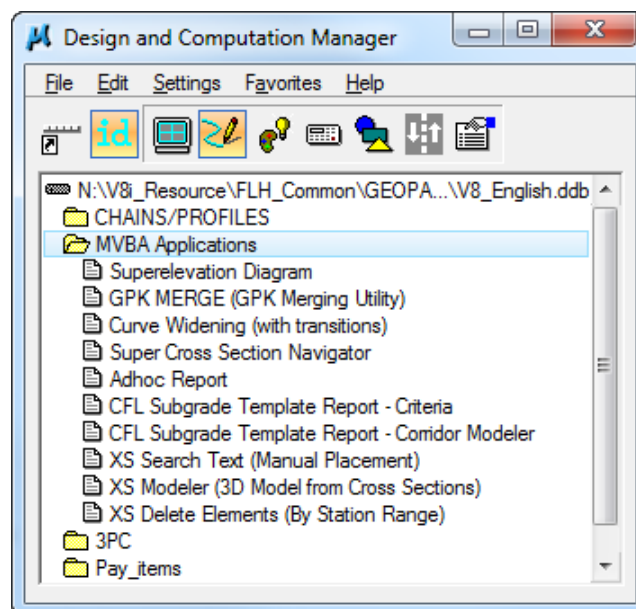 Design and Computation Manager
File Edit Settings Favorites Help
id
N:\V8i_Resource\FLH_Common\GEOPA...\V8_English.ddb
CHAINS/PROFILES
MVBA Applications
Superelevation Diagram
GPK MERGE (GPK Merging Utility)
Curve Widening (with transitions)
Super Cross Section Navigator
Adhoc Report
CFL Subgrade Template Report - Criteria
CFL Subgrade Template Report - Corridor Modeler
XS Search Text (Manual Placement)
XS Modeler (3D Model from Cross Sections)
XS Delete Elements (By Station Range)
3PC
Pay_items